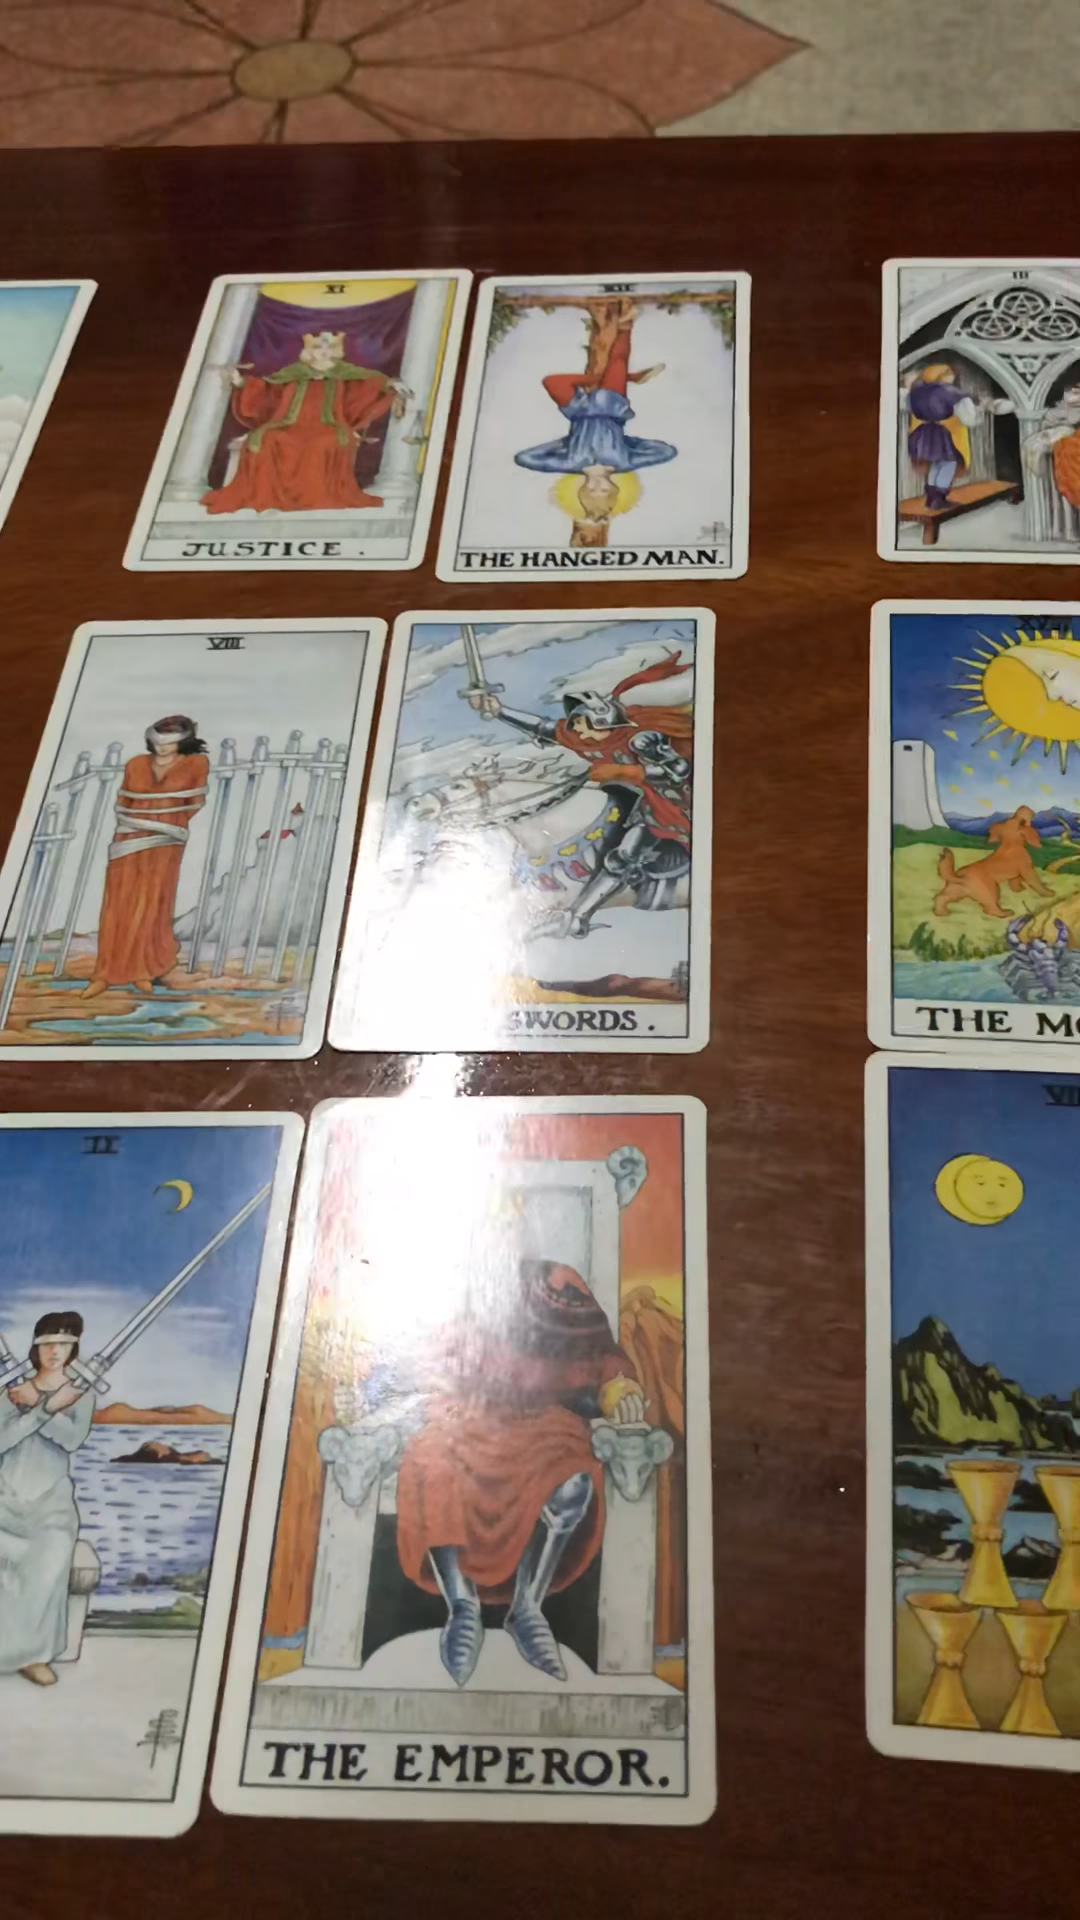 XI
JUSTICE.
XII
THE HANGED MAN.
III
VIII
SWORDS.
THE MO
II
THE EMPEROR.